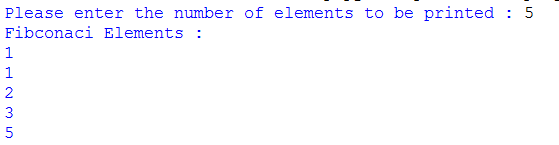 Please enter the number of elements to be printed : 5
Fibconaci Elements :
1
1
2
3
5